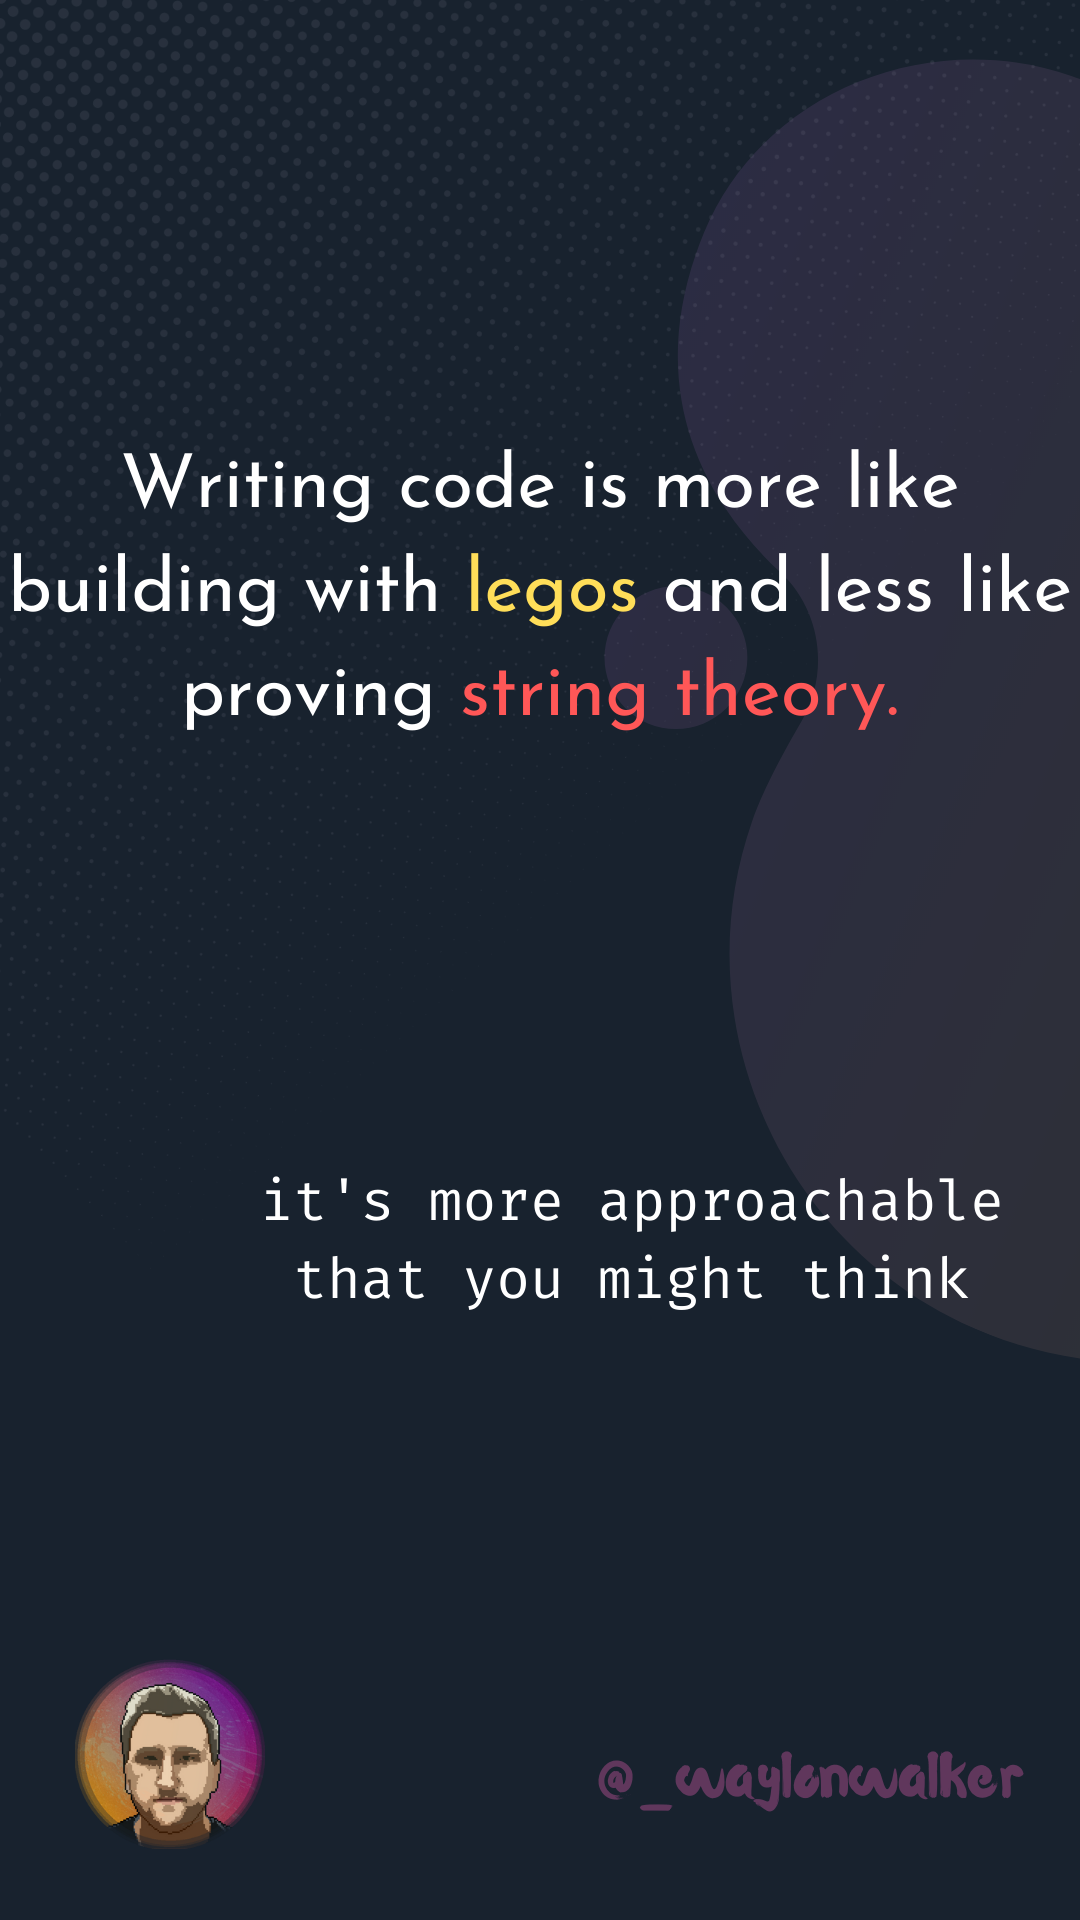 Writing code is more like
building with legos and less like
proving string theory.
it's more approachable
that you might think
@_waylonwalker